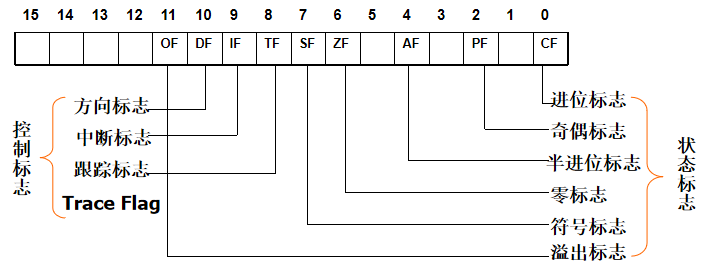 15 14 13 12 11 10 9 8 7 6 5 4 3 2 1 0
OF DF IF TF SF ZF AF PF CF
控制标志
方向标志
中断标志
跟踪标志
Trace Flag
进位标志
奇偶标志
半进位标志
零标志
符号标志
溢出标志
状态标志